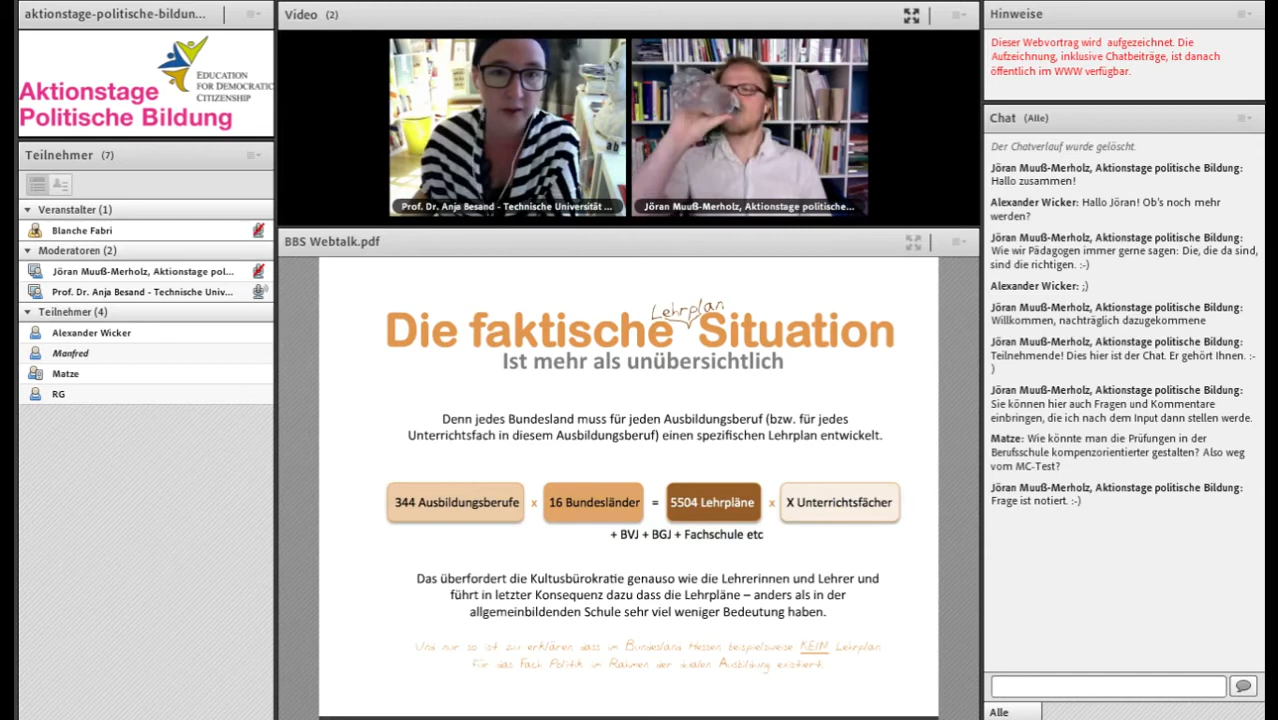 aktionstage-politische-bildun...
EDUCATION
FOR DEMOCRATIC
CITIZENSHIP
Aktionstage
Politische Bildung
Teilnehmer (7)
Veranstalter (1)
Blanche Fabri
Moderatoren (2)
Jöran Muuß-Merholz, Aktionstage pol...
Prof. Dr. Anja Besand - Technische Univ...
Teilnehmer (4)
Alexander Wicker
Manfred
Matze
RG
Video (2)
Prof. Dr. Anja Besand - Technische Universität ...
Jöran Muuß-Merholz, Aktionstage politische...
BBS Webtalk.pdf
Lehrplan
Die faktische Situation
Ist mehr als unübersichtlich
Denn jedes Bundesland muss für jeden Ausbildungsberuf (bzw. für jedes
Unterrichtsfach in diesem Ausbildungsberuf) einen spezifischen Lehrplan entwickelt.
344 Ausbildungsberufe x 16 Bundesländer = 5504 Lehrpläne x X Unterrichtsfächer
+ BVJ + BGJ + Fachschule etc
Das überfordert die Kultusbürokratie genauso wie die Lehrerinnen und Lehrer und
führt in letzter Konsequenz dazu dass die Lehrpläne – anders als in der
allgemeinbildenden Schule sehr viel weniger Bedeutung haben.
Und nur so ist zu erklären dass im Bundesland Hessen beispielsweise KEIN Lehrplan
Für das Fach Politik im Rahmen der dualen Ausbildung existiert.
Hinweise
Dieser Webvortrag wird aufgezeichnet. Die
Aufzeichnung, inklusive Chatbeiträge, ist danach
öffentlich im WWW verfügbar.
Chat (Alle)
Der Chatverlauf wurde gelöscht.
Jöran Muuß-Merholz, Aktionstage politische Bildung:
Hallo zusammen!
Alexander Wicker: Hallo Jöran! Ob's noch mehr
werden?
Jöran Muuß-Merholz, Aktionstage politische Bildung:
Wie wir Pädagogen immer gerne sagen: Die, die da sind,
sind die richtigen. :-)
Alexander Wicker: ;)
Jöran Muuß-Merholz, Aktionstage politische Bildung:
Willkommen, nachträglich dazugekommene
Jöran Muuß-Merholz, Aktionstage politische Bildung:
Teilnehmende! Dies hier ist der Chat. Er gehört Ihnen. :-
)
Jöran Muuß-Merholz, Aktionstage politische Bildung:
Sie können hier auch Fragen und Kommentare
einbringen, die ich nach dem Input dann stellen werde.
Matze: Wie könnte man die Prüfungen in der
Berufsschule kompenzorientierter gestalten? Also weg
vom MC-Test?
Jöran Muuß-Merholz, Aktionstage politische Bildung:
Frage ist notiert. :-)
Alle